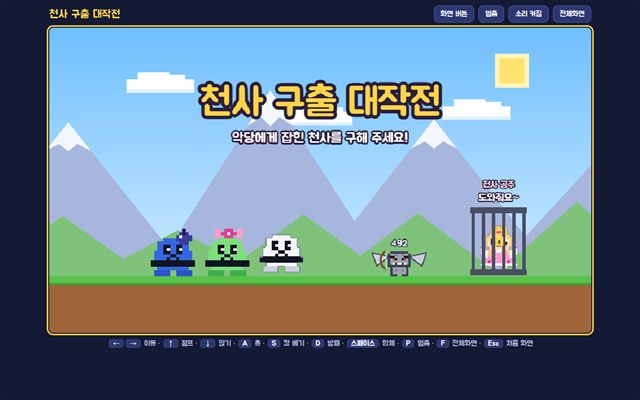 천사 구출 대작전
화면 버튼 멈춤 소리 켜짐 전체화면
천사 구출 대작전
악당에게 잡힌 천사를 구해 주세요!
천사 공주
도와줘요~
492
← → 이동 · ↑ 점프 · ↓ 앉기 · A 총 · S 칼 베기 · D 방패 · 스페이스 합체 · P 멈춤 · F 전체화면 · Esc 처음 화면